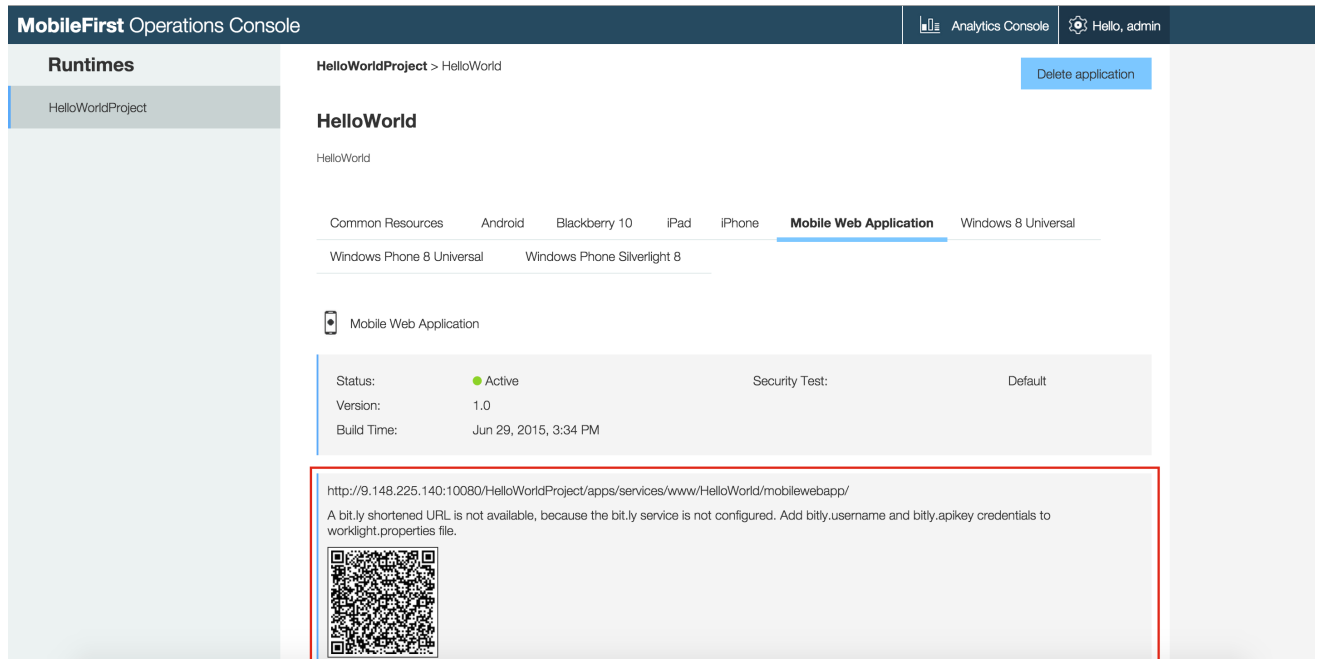 MobileFirst Operations Console
Analytics Console
Hello, admin
Runtimes
HelloWorldProject
HelloWorldProject > HelloWorld
Delete application
HelloWorld
HelloWorld
Common Resources Android Blackberry 10 iPad iPhone Mobile Web Application Windows 8 Universal
Windows Phone 8 Universal Windows Phone Silverlight 8
Mobile Web Application
Status: Active Security Test: Default
Version: 1.0
Build Time: Jun 29, 2015, 3:34 PM
http://9.148.225.140:10080/HelloWorldProject/apps/services/www/HelloWorld/mobilewebapp/
A bit.ly shortened URL is not available, because the bit.ly service is not configured. Add bitly.username and bitly.apikey credentials to
worklight.properties file.